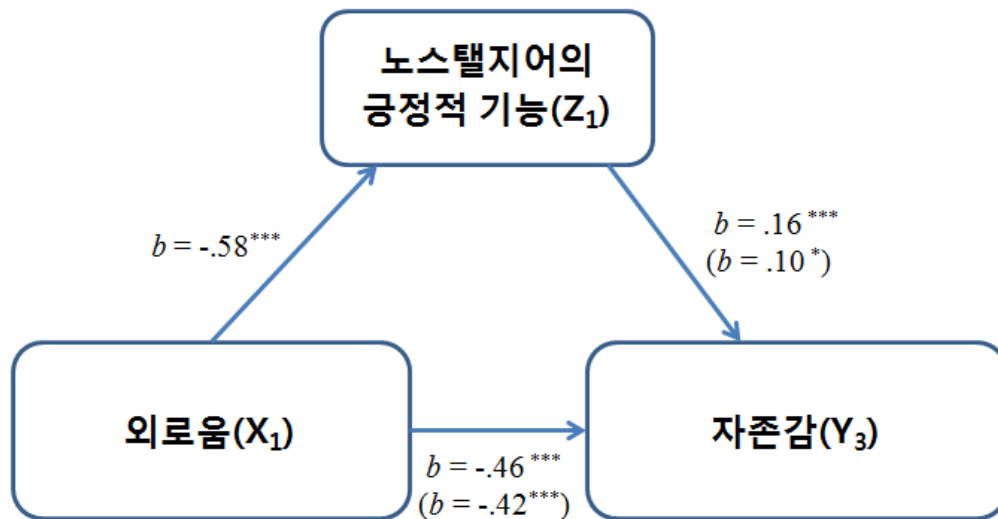 노스탤지어의
긍정적 기능(Z₁)
b = -.58***
b = .16 ***
(b = .10 *)
외로움(X₁)
자존감(Y₃)
b = -.46 ***
(b = -.42***)